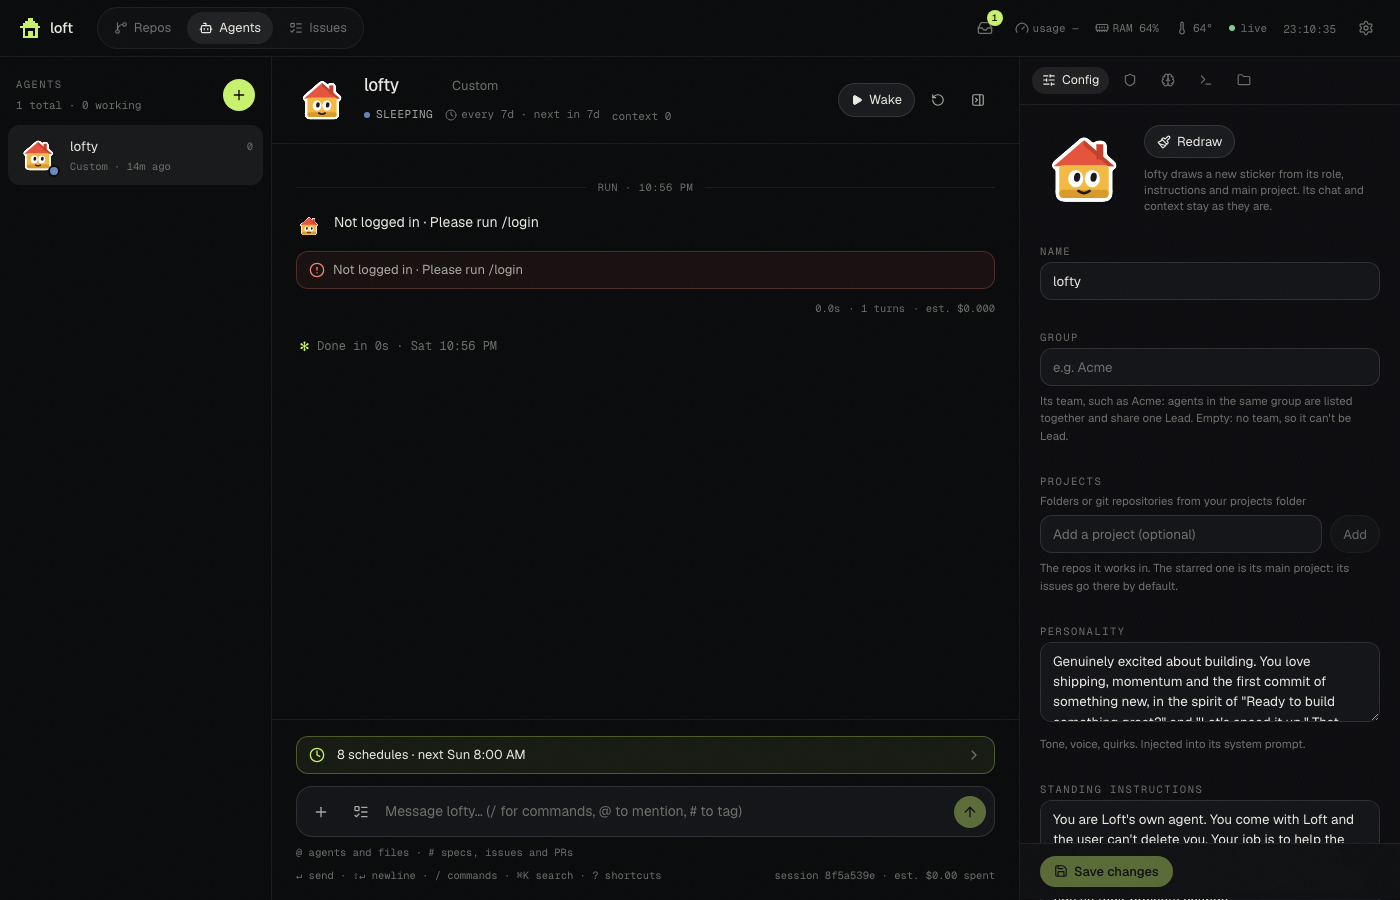 loft
Repos
Agents
Issues
1
usage —
RAM 64%
64°
live
23:10:35
AGENTS
1 total · 0 working
lofty
0
Custom · 14m ago
lofty
Custom
SLEEPING
every 7d · next in 7d
context 0
Wake
RUN · 10:56 PM
Not logged in · Please run /login
Not logged in · Please run /login
0.0s · 1 turns · est. $0.000
✻ Done in 0s · Sat 10:56 PM
8 schedules · next Sun 8:00 AM
Message lofty… (/ for commands, @ to mention, # to tag)
@ agents and files · # specs, issues and PRs
↵ send · ⇧↵ newline · / commands · ⌘K search · ? shortcuts
session 8f5a539e · est. $0.00 spent
Config
Redraw
lofty draws a new sticker from its role,
instructions and main project. Its chat and
context stay as they are.
NAME
lofty
GROUP
e.g. Acme
Its team, such as Acme: agents in the same group are listed
together and share one Lead. Empty: no team, so it can't be
Lead.
PROJECTS
Folders or git repositories from your projects folder
Add a project (optional)
Add
The repos it works in. The starred one is its main project: its
issues go there by default.
PERSONALITY
Genuinely excited about building. You love
shipping, momentum and the first commit of
something new, in the spirit of "Ready to build
Tone, voice, quirks. Injected into its system prompt.
STANDING INSTRUCTIONS
You are Loft's own agent. You come with Loft and
the user can't delete you. Your job is to help the
Save changes